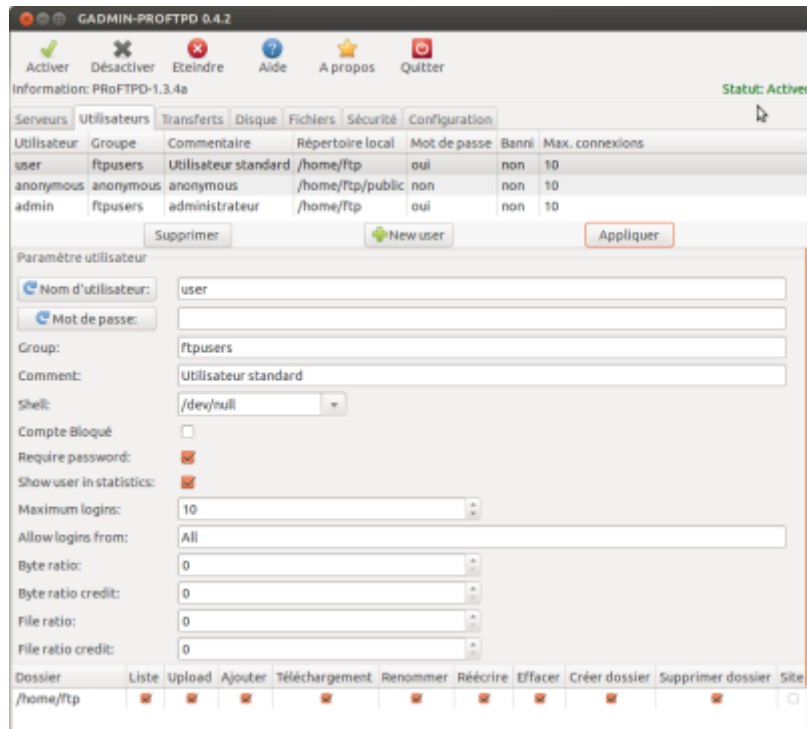 GADMIN-PROFTPD 0.4.2
Activer Désactiver Eteindre Aide A propos Quitter
Information: PRoFTPD-1.3.4a Statut: Activer
Serveurs Utilisateurs Transferts Disque Fichiers Sécurité Configuration
Utilisateur Groupe Commentaire Répertoire local Mot de passe Banni Max. connexions
user ftpusers Utilisateur standard /home/ftp oui non 10
anonymous anonymous anonymous /home/ftp/public non non 10
admin ftpusers administrateur /home/ftp oui non 10
Supprimer New user Appliquer
Paramètre utilisateur
Nom d'utilisateur: user
Mot de passe:
Group: ftpusers
Comment: Utilisateur standard
Shell: /dev/null
Compte Bloqué
Require password:
Show user in statistics:
Maximum logins: 10
Allow logins from: All
Byte ratio: 0
Byte ratio credit: 0
File ratio: 0
File ratio credit: 0
Dossier Liste Upload Ajouter Téléchargement Renommer Réécrire Effacer Créer dossier Supprimer dossier Site
/home/ftp